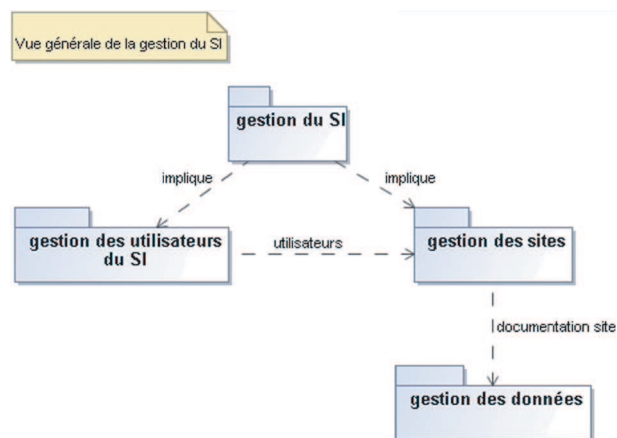 Vue générale de la gestion du SI
gestion du SI
implique
implique
gestion des utilisateurs
du SI
utilisateurs
gestion des sites
documentation site
gestion des données